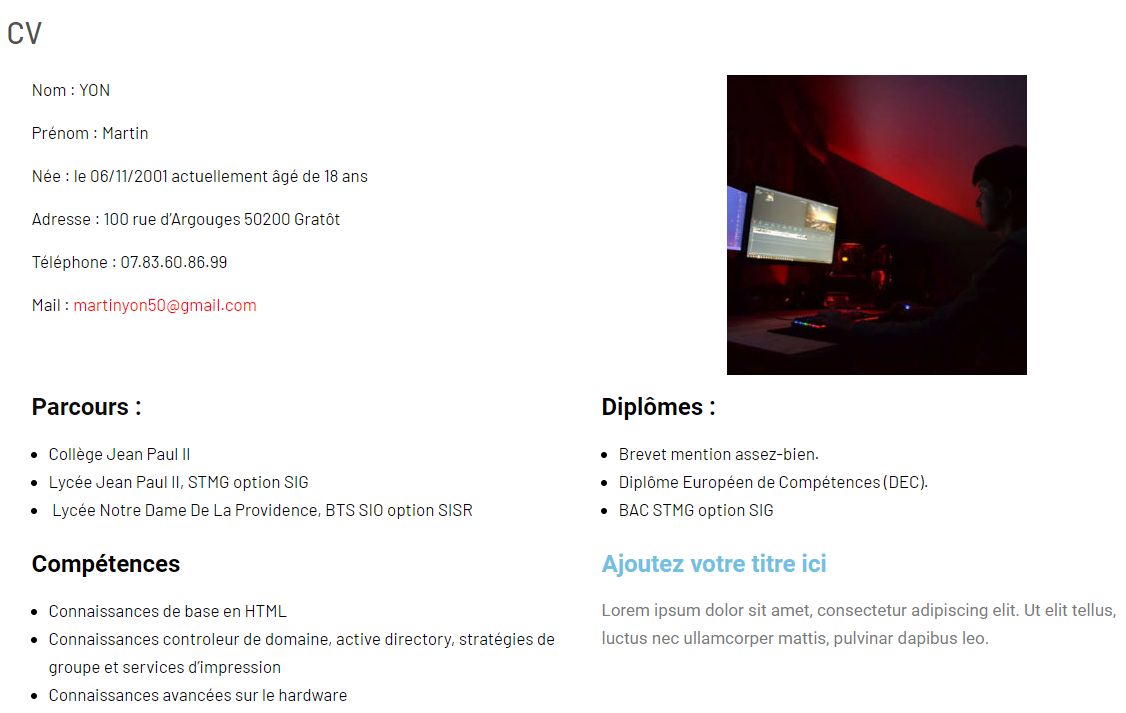 CV
Nom : YON
Prénom : Martin
Née : le 06/11/2001 actuellement âgé de 18 ans
Adresse : 100 rue d’Argouges 50200 Gratôt
Téléphone : 07.83.60.86.99
Mail : martinyon50@gmail.com
Parcours :
• Collège Jean Paul II
• Lycée Jean Paul II, STMG option SIG
• Lycée Notre Dame De La Providence, BTS SIO option SISR
Diplômes :
• Brevet mention assez-bien.
• Diplôme Européen de Compétences (DEC).
• BAC STMG option SIG
Compétences
• Connaissances de base en HTML
• Connaissances controleur de domaine, active directory, stratégies de
groupe et services d’impression
• Connaissances avancées sur le hardware
Ajoutez votre titre ici
Lorem ipsum dolor sit amet, consectetur adipiscing elit. Ut elit tellus,
luctus nec ullamcorper mattis, pulvinar dapibus leo.